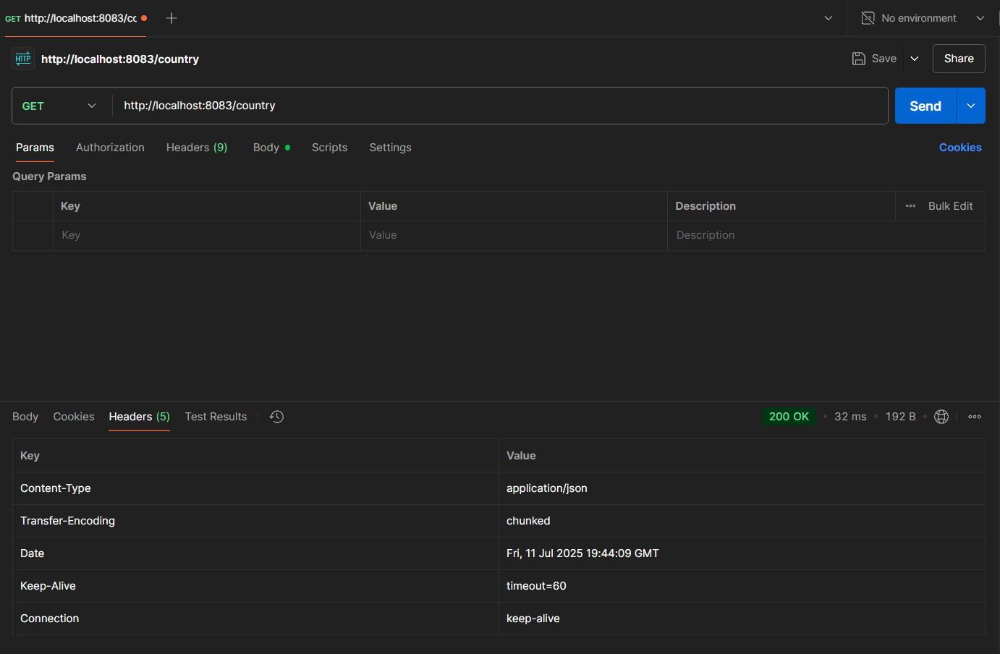 GET http://localhost:8083/cc
No environment
HTTP http://localhost:8083/country
Save
Share
GET http://localhost:8083/country
Send
Params Authorization Headers (9) Body Scripts Settings Cookies
Query Params
Key Value Description Bulk Edit
Key Value Description
Body Cookies Headers (5) Test Results 200 OK 32 ms 192 B
Key Value
Content-Type application/json
Transfer-Encoding chunked
Date Fri, 11 Jul 2025 19:44:09 GMT
Keep-Alive timeout=60
Connection keep-alive